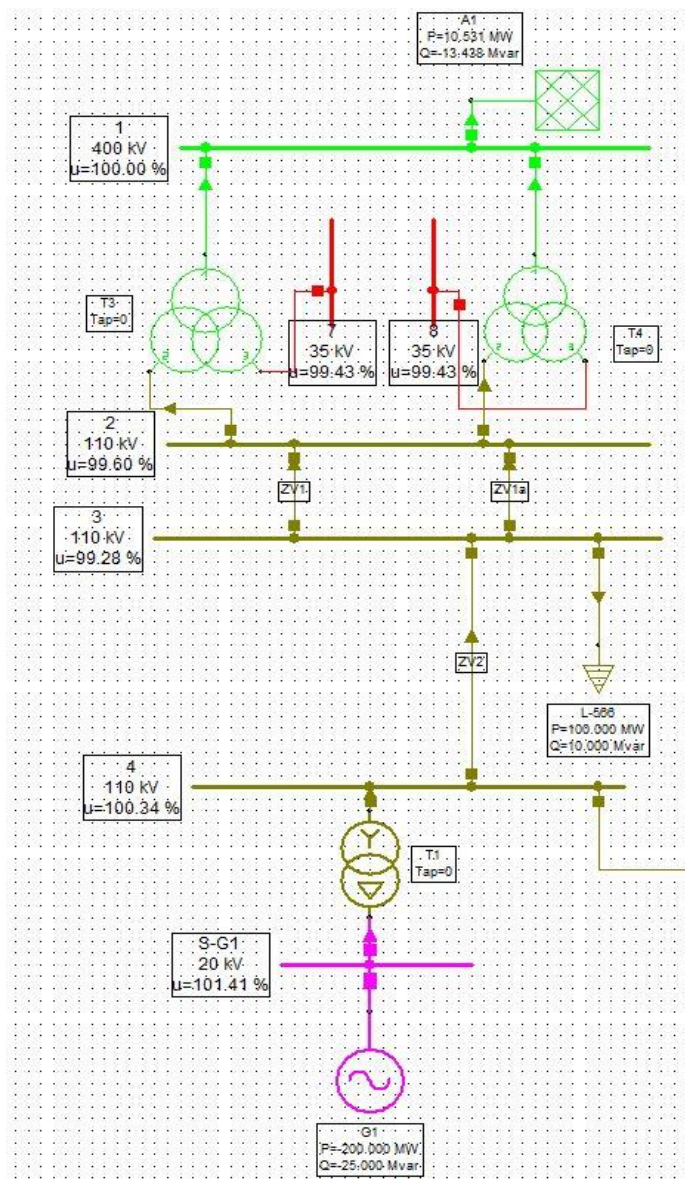 A1
P=10.531 MW
Q=-13.438 Mvar
1
400 kV
u=100.00 %
T3
Tap=0
7
35 kV
u=99.43 %
8
35 kV
u=99.43 %
T4
Tap=0
2
110 kV
u=99.60 %
ZV1
ZV1a
3
110 kV
u=99.28 %
ZV2
L-566
P=100.000 MW
Q=10.000 Mvar
4
110 kV
u=100.34 %
T1
Tap=0
S-G1
20 kV
u=101.41 %
G1
P=-200.000 MW
Q=-25.000 Mvar